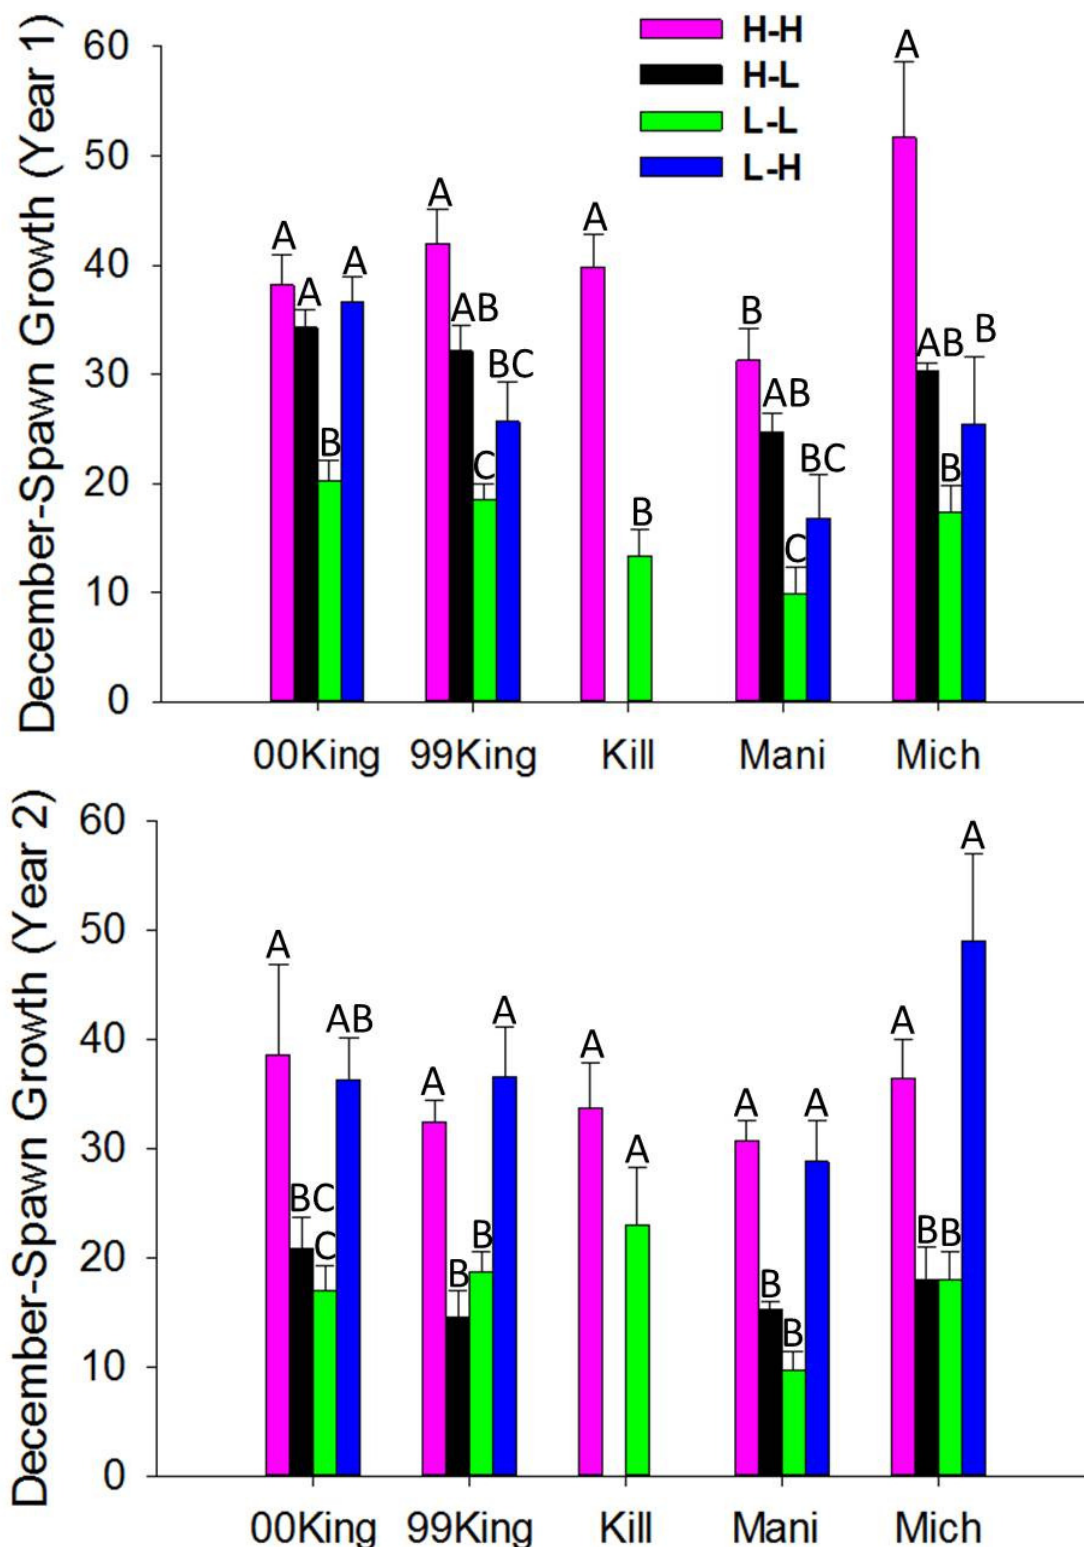 December-Spawn Growth (Year 1)
60
50
40
30
20
10
0
H-H
H-L
L-L
L-H
A
A
B
A
A
AB
C
BC
A
B
B
AB
C
BC
A
AB
B
B
00King
99King
Kill
Mani
Mich
December-Spawn Growth (Year 2)
60
50
40
30
20
10
0
A
BC
C
AB
A
B
B
A
A
A
A
B
B
A
A
B
B
A
00King
99King
Kill
Mani
Mich